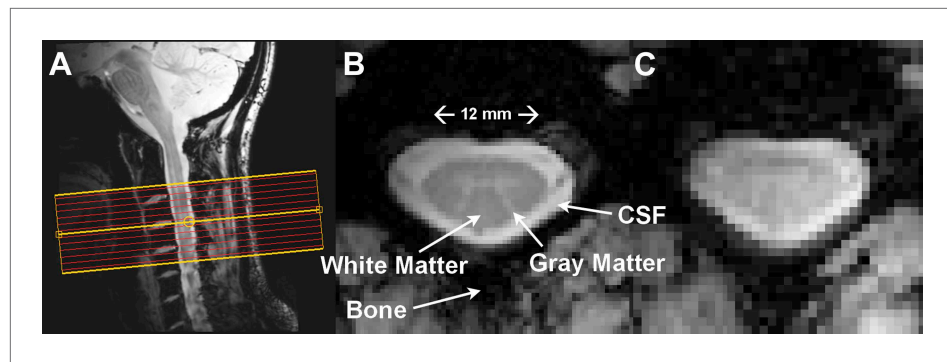 A
B
C
← 12 mm →
CSF
White Matter
Gray Matter
Bone